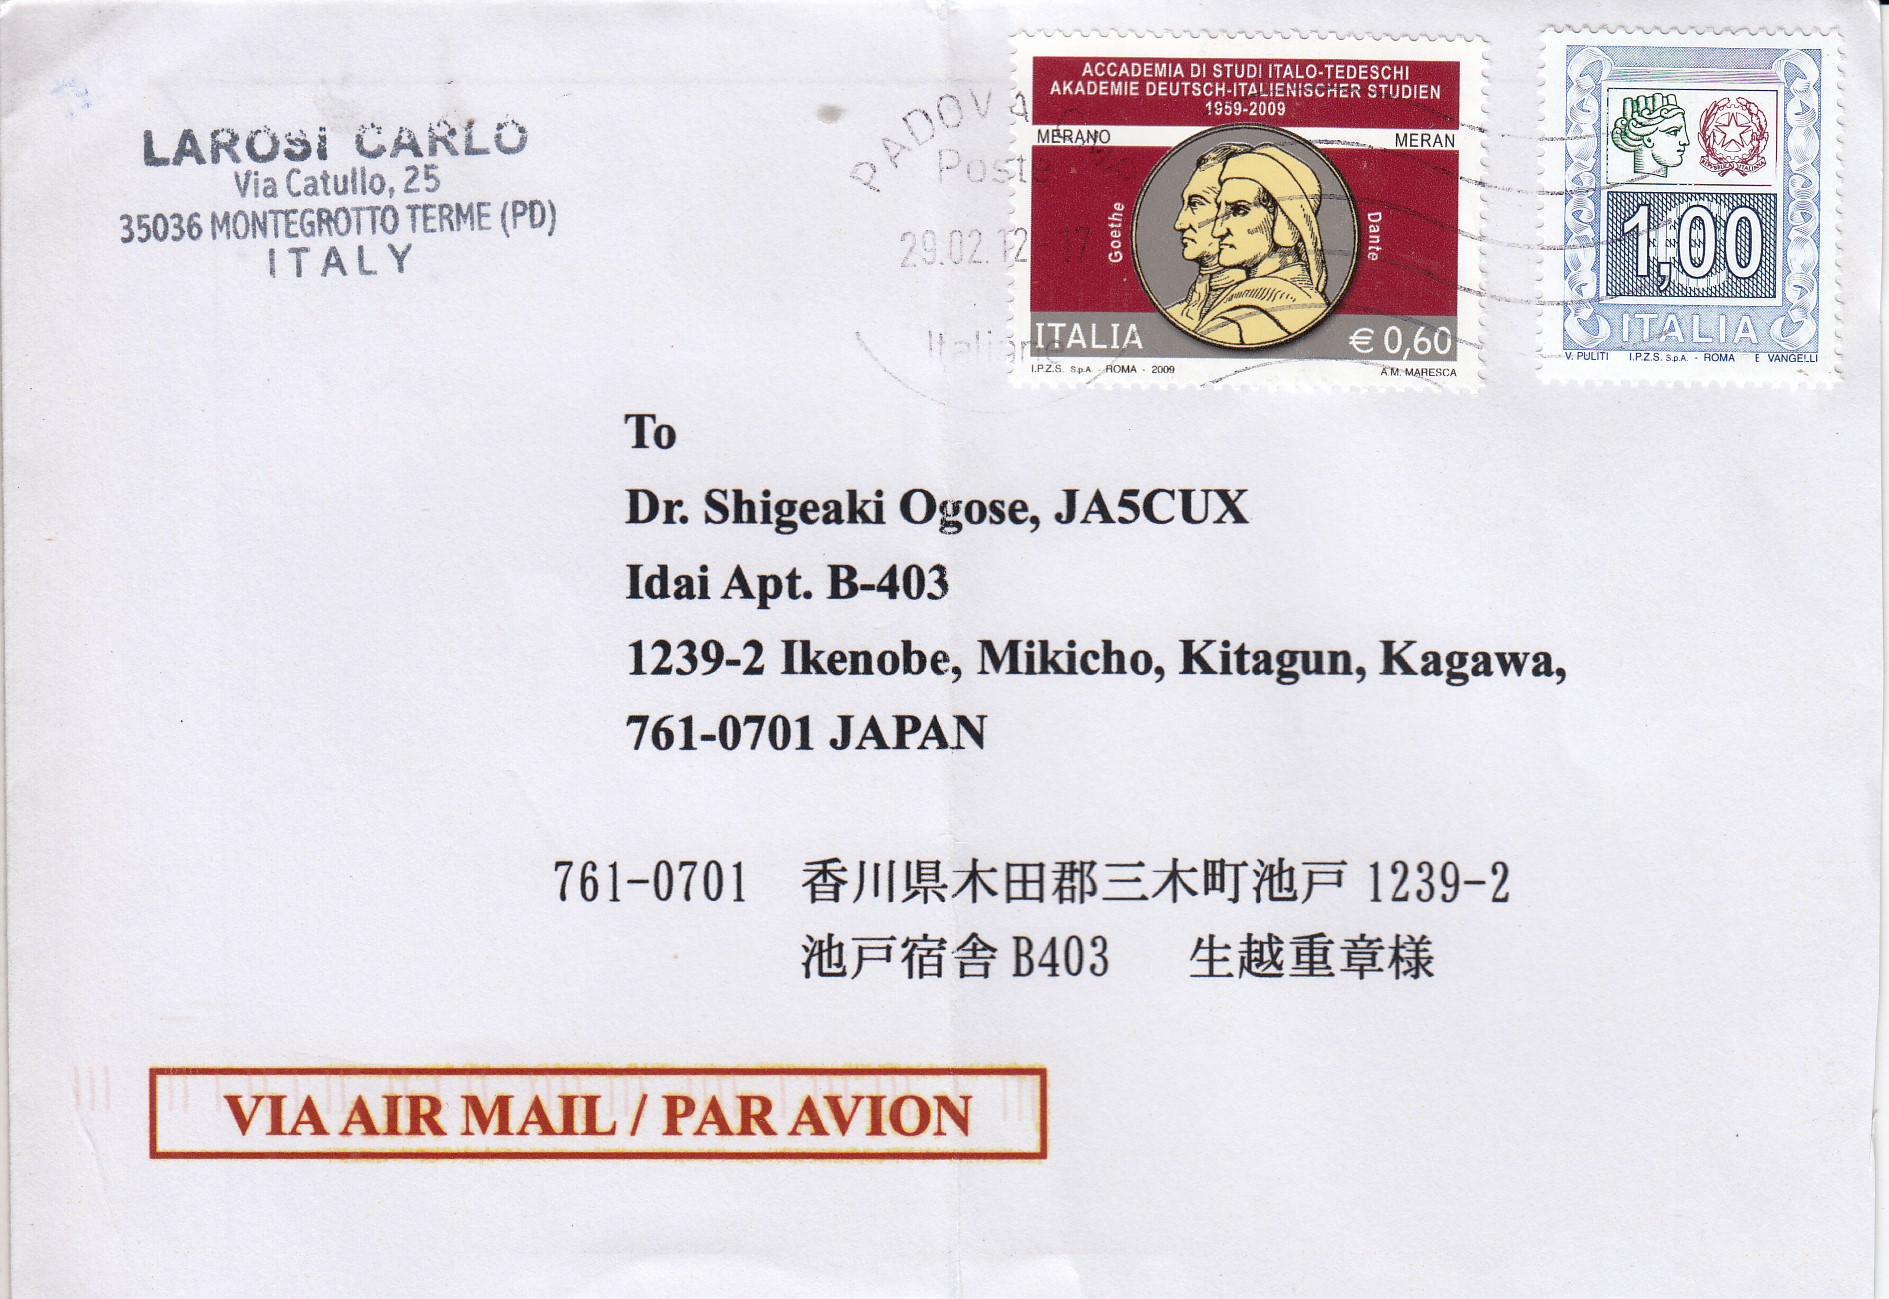 LAROSI CARLO
Via Catullo, 25
35036 MONTEGROTTO TERME (PD)
ITALY
PADOVA
Poste
29.02.12-17
Italiane
ACCADEMIA DI STUDI ITALO-TEDESCHI
AKADEMIE DEUTSCH-ITALIENISCHER STUDIEN
1959-2009
MERANO MERAN
Goethe
Dante
ITALIA € 0,60
I.P.Z.S. S.p.A. - ROMA - 2009 A.M. MARESCA
1,00
ITALIA
V. PULITI I.P.Z.S. S.p.A. - ROMA E VANGELLI
To
Dr. Shigeaki Ogose, JA5CUX
Idai Apt. B-403
1239-2 Ikenobe, Mikicho, Kitagun, Kagawa,
761-0701 JAPAN
761-0701 香川県木田郡三木町池戸 1239-2
池戸宿舎 B403 生越重章様
VIA AIR MAIL / PAR AVION